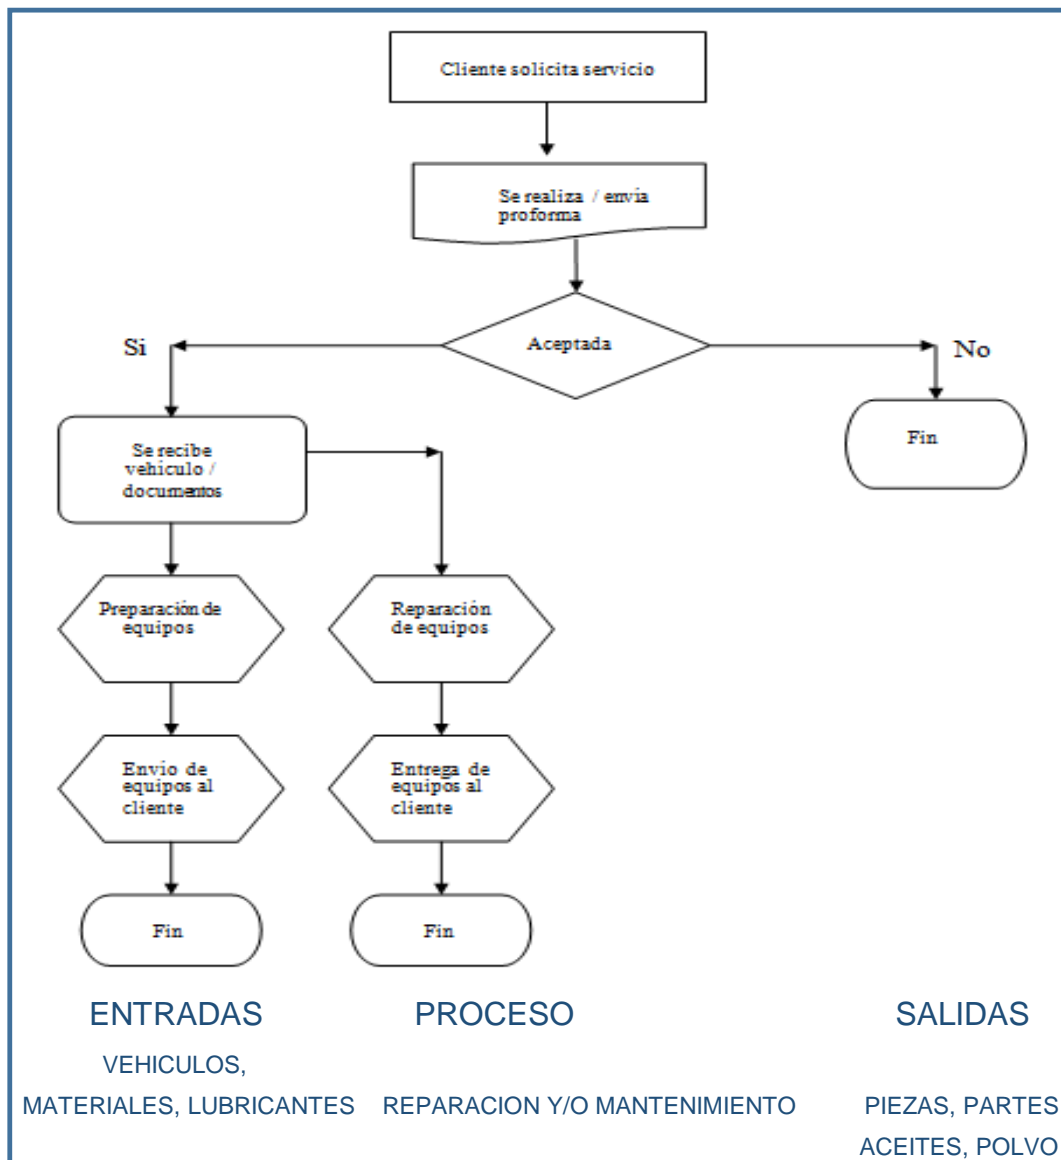 Cliente solicita servicio
Se realiza / envía
proforma
Aceptada
Si
No
Se recibe
vehiculo /
documentos
Fin
Preparación de
equipos
Reparación
de equipos
Envío de
equipos al
cliente
Entrega de
equipos al
cliente
Fin
Fin
ENTRADAS PROCESO SALIDAS
VEHICULOS,
MATERIALES, LUBRICANTES REPARACION Y/O MANTENIMIENTO PIEZAS, PARTES
ACEITES, POLVO